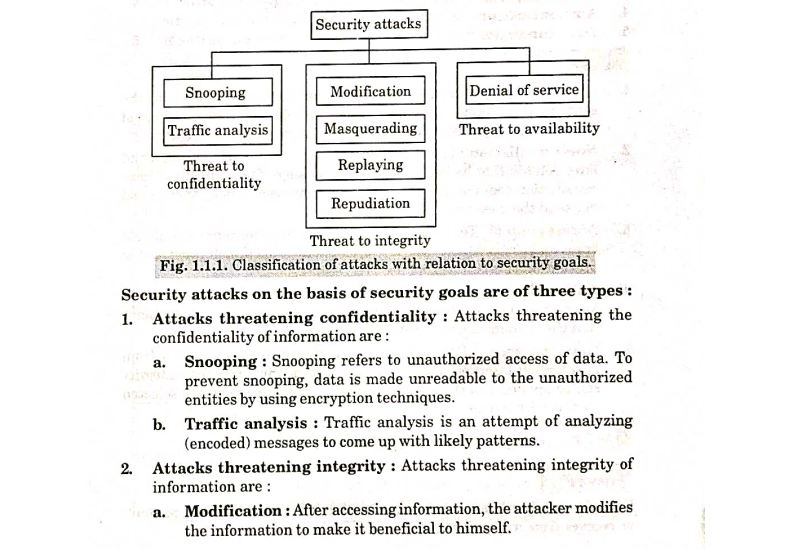 Security attacks
Snooping
Traffic analysis
Threat to
confidentiality
Modification
Masquerading
Replaying
Repudiation
Threat to integrity
Denial of service
Threat to availability
Fig. 1.1.1. Classification of attacks with relation to security goals.
Security attacks on the basis of security goals are of three types :
1. Attacks threatening confidentiality : Attacks threatening the
confidentiality of information are :
a. Snooping : Snooping refers to unauthorized access of data. To
prevent snooping, data is made unreadable to the unauthorized
entities by using encryption techniques.
b. Traffic analysis : Traffic analysis is an attempt of analyzing
(encoded) messages to come up with likely patterns.
2. Attacks threatening integrity : Attacks threatening integrity of
information are :
a. Modification : After accessing information, the attacker modifies
the information to make it beneficial to himself.